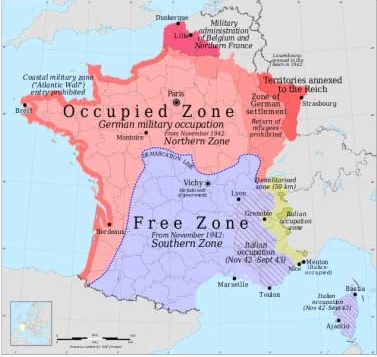 Dunkerque
Lille
Military
administration
of Belgium and
Northern France
Luxembourg:
annexed to the
Reich in 1942
Coastal military zone
("Atlantic Wall")
entry prohibited
Territories annexed
to the Reich
Paris
Zone of
German
settlement
Strasbourg
Brest
Occupied Zone
German military occupation
From November 1942:
Northern Zone
Return of
refugees
prohibited
Montoire
DEMARCATION LINE
Vichy
Demilitarised
zone (50 km)
Lyon
Free Zone
From November 1942:
Southern Zone
Grenoble
Italian
occupation
zone
Bordeaux
Italian
occupation
(Nov 42 -Sept 43)
Menton
(Italian-
occupied)
Nice
Marseille
Toulon
Bastia
Italian
occupation
(Nov 42-Sept 43)
Ajaccio